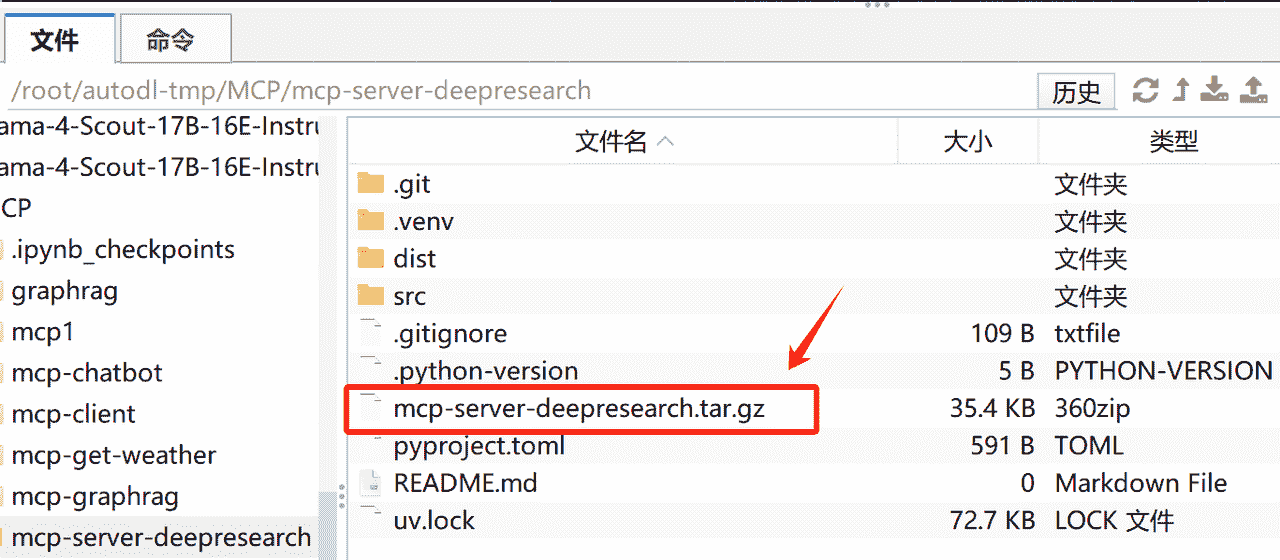 文件 命令
/root/autodl-tmp/MCP/mcp-server-deepresearch 历史
ama-4-Scout-17B-16E-Instru
ama-4-Scout-17B-16E-Instru
CP
.ipynb_checkpoints
graphrag
mcp1
mcp-chatbot
mcp-client
mcp-get-weather
mcp-graphrag
mcp-server-deepresearch
文件名 大小 类型
.git 文件夹
.venv 文件夹
dist 文件夹
src 文件夹
.gitignore 109 B txtfile
.python-version 5 B PYTHON-VERSION
mcp-server-deepresearch.tar.gz 35.4 KB 360zip
pyproject.toml 591 B TOML
README.md 0 Markdown File
uv.lock 72.7 KB LOCK 文件